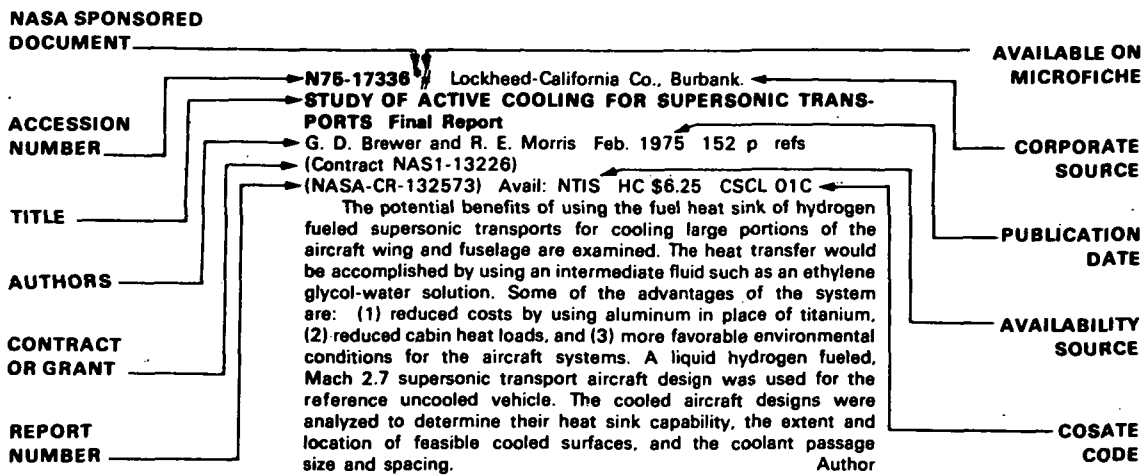 NASA SPONSORED
DOCUMENT
AVAILABLE ON
MICROFICHE
N75-17336*# Lockheed-California Co., Burbank.
STUDY OF ACTIVE COOLING FOR SUPERSONIC TRANS-
PORTS Final Report
ACCESSION
NUMBER
G. D. Brewer and R. E. Morris Feb. 1975 152 p refs
(Contract NAS1-13226)
CORPORATE
SOURCE
(NASA-CR-132573) Avail: NTIS HC $6.25 CSCL 01C
TITLE
The potential benefits of using the fuel heat sink of hydrogen
fueled supersonic transports for cooling large portions of the
aircraft wing and fuselage are examined. The heat transfer would
be accomplished by using an intermediate fluid such as an ethylene
glycol-water solution. Some of the advantages of the system
are: (1) reduced costs by using aluminum in place of titanium,
(2) reduced cabin heat loads, and (3) more favorable environmental
conditions for the aircraft systems. A liquid hydrogen fueled,
Mach 2.7 supersonic transport aircraft design was used for the
reference uncooled vehicle. The cooled aircraft designs were
analyzed to determine their heat sink capability, the extent and
location of feasible cooled surfaces, and the coolant passage
size and spacing. Author
PUBLICATION
DATE
AUTHORS
AVAILABILITY
SOURCE
CONTRACT
OR GRANT
REPORT
NUMBER
COSATE
CODE